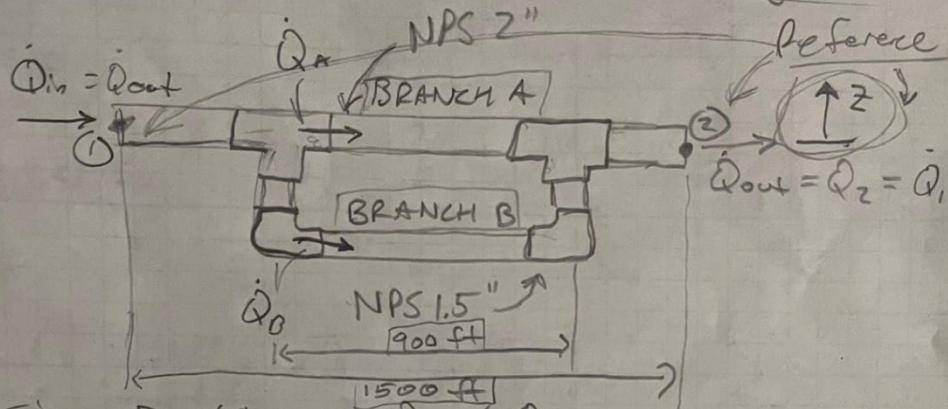 NPS 2"
Q̇A
Reference
Q̇in = Q̇out
BRANCH A
Z
①
②
Q̇out = Q̇2 = Q̇1
BRANCH B
Q̇B
NPS 1.5"
900 ft
1500 ft